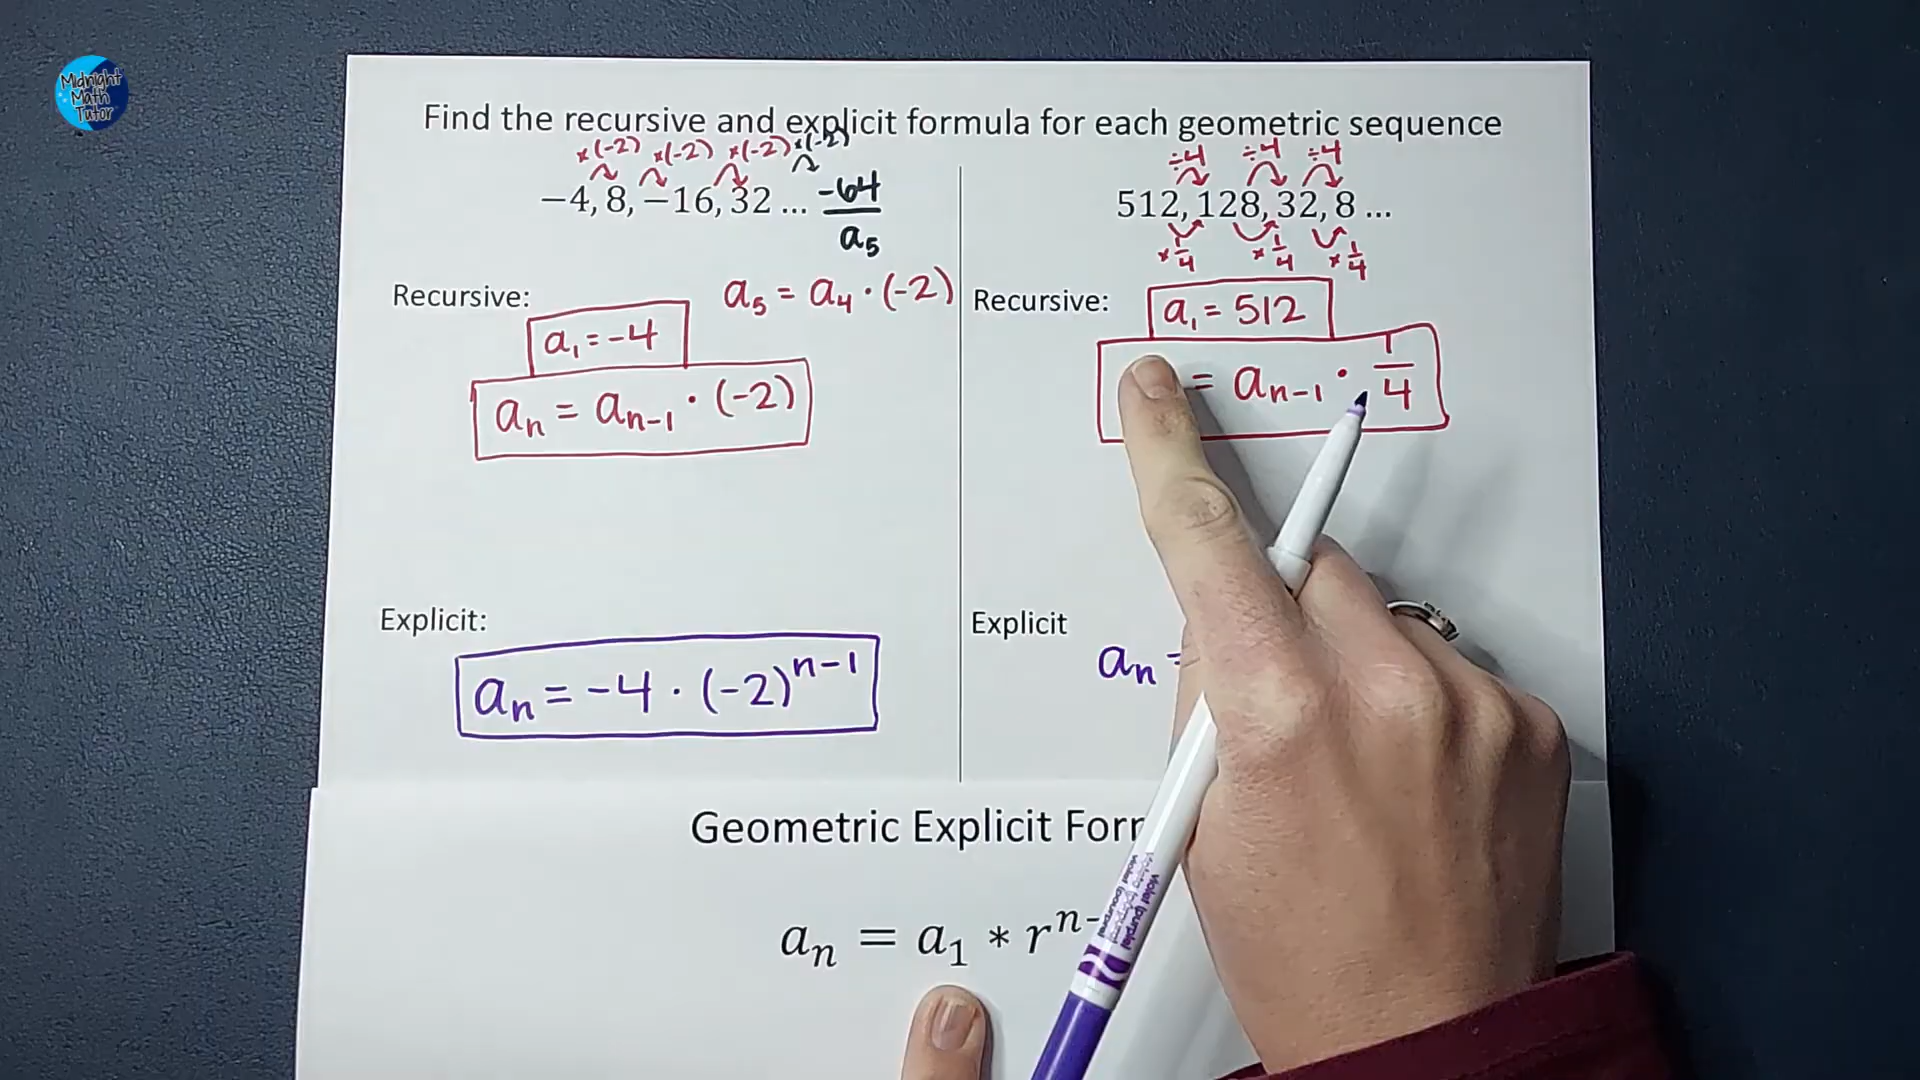 Midnight
Math
Tutor
Find the recursive and explicit formula for each geometric sequence
×(-2) ×(-2) ×(-2) ×(-2)
−4, 8, −16, 32 ... -64
a₅
Recursive:
a₅ = a₄ · (-2)
a₁ = -4
aₙ = aₙ₋₁ · (-2)
Explicit:
aₙ = -4 · (-2)ⁿ⁻¹
÷4 ÷4 ÷4
512, 128, 32, 8 ...
×1/4 ×1/4 ×1/4
Recursive:
a₁ = 512
= aₙ₋₁ · 1/4
Explicit
aₙ =
Geometric Explicit
aₙ = a₁ * rⁿ⁻
violet (purple)